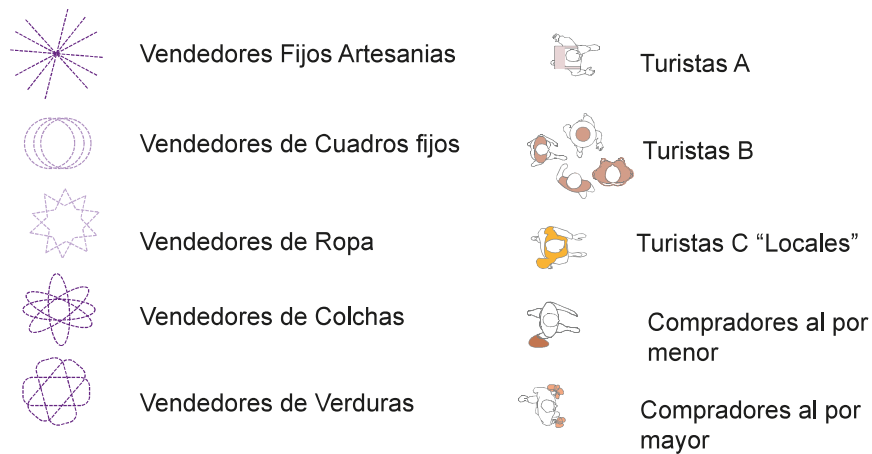 Vendedores Fijos Artesanias
Vendedores de Cuadros fijos
Vendedores de Ropa
Vendedores de Colchas
Vendedores de Verduras
Turistas A
Turistas B
Turistas C “Locales”
Compradores al por
menor
Compradores al por
mayor